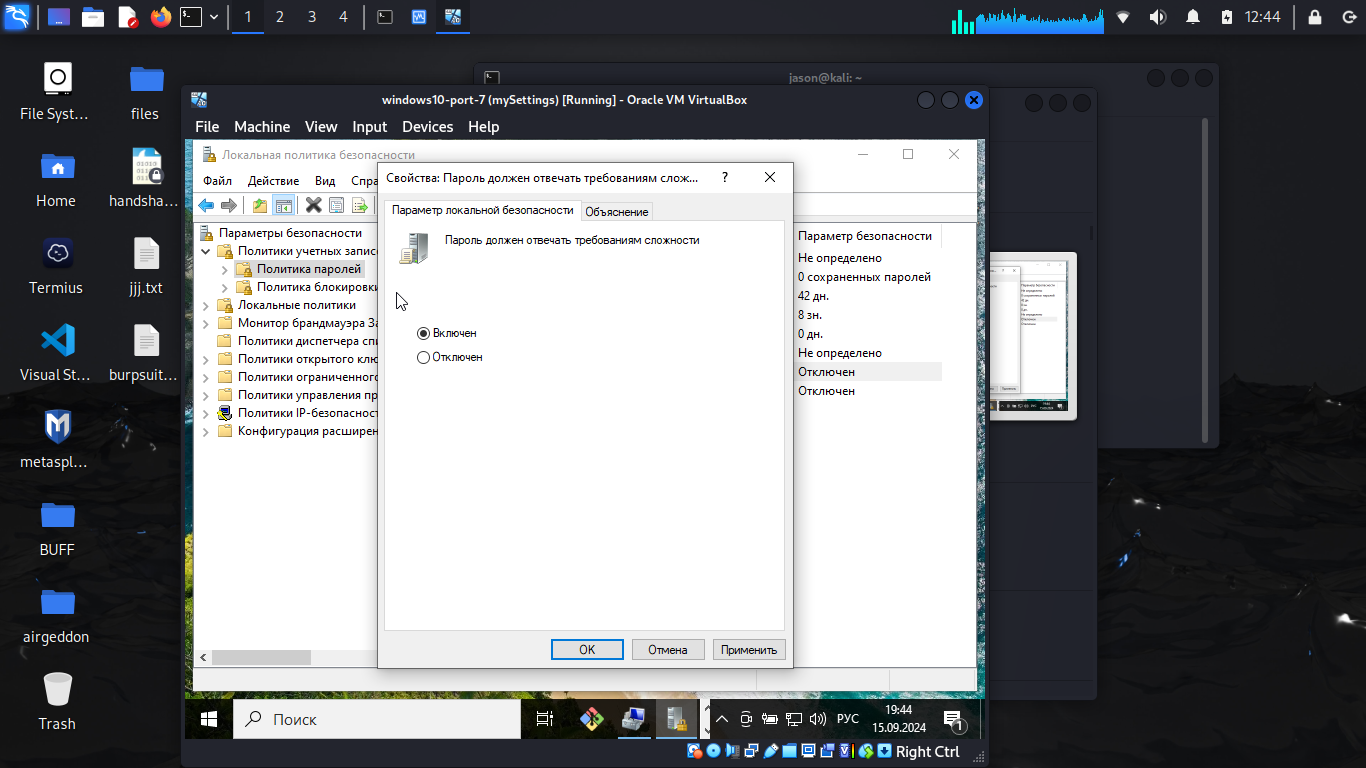 1
2
3
4
12:44
File Syst...
files
Home
handsha...
Termius
jjj.txt
Visual St...
burpsuit...
metaspl...
BUFF
airgeddon
Trash
jason@kali: ~
windows10-port-7 (mySettings) [Running] - Oracle VM VirtualBox
File Machine View Input Devices Help
Локальная политика безопасности
Файл Действие Вид Спра
Параметры безопасности
Политики учетных записе
Политика паролей
Политика блокировки
Локальные политики
Монитор брандмауэра За
Политики диспетчера спи
Политики открытого клю
Политики ограниченного
Политики управления пр
Политики IP-безопасност
Конфигурация расширен
Свойства: Пароль должен отвечать требованиям слож...
?
Параметр локальной безопасности
Объяснение
Пароль должен отвечать требованиям сложности
Включен
Отключен
OK
Отмена
Применить
Параметр безопасности
Не определено
0 сохраненных паролей
42 дн.
8 зн.
0 дн.
Не определено
Отключен
Отключен
Поиск
РУС
19:44
15.09.2024
1
Right Ctrl